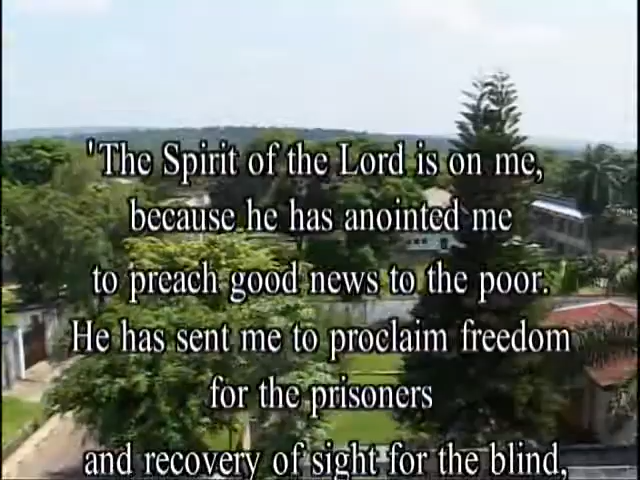 'The Spirit of the Lord is on me,
because he has anointed me
to preach good news to the poor.
He has sent me to proclaim freedom
for the prisoners
and recovery of sight for the blind,